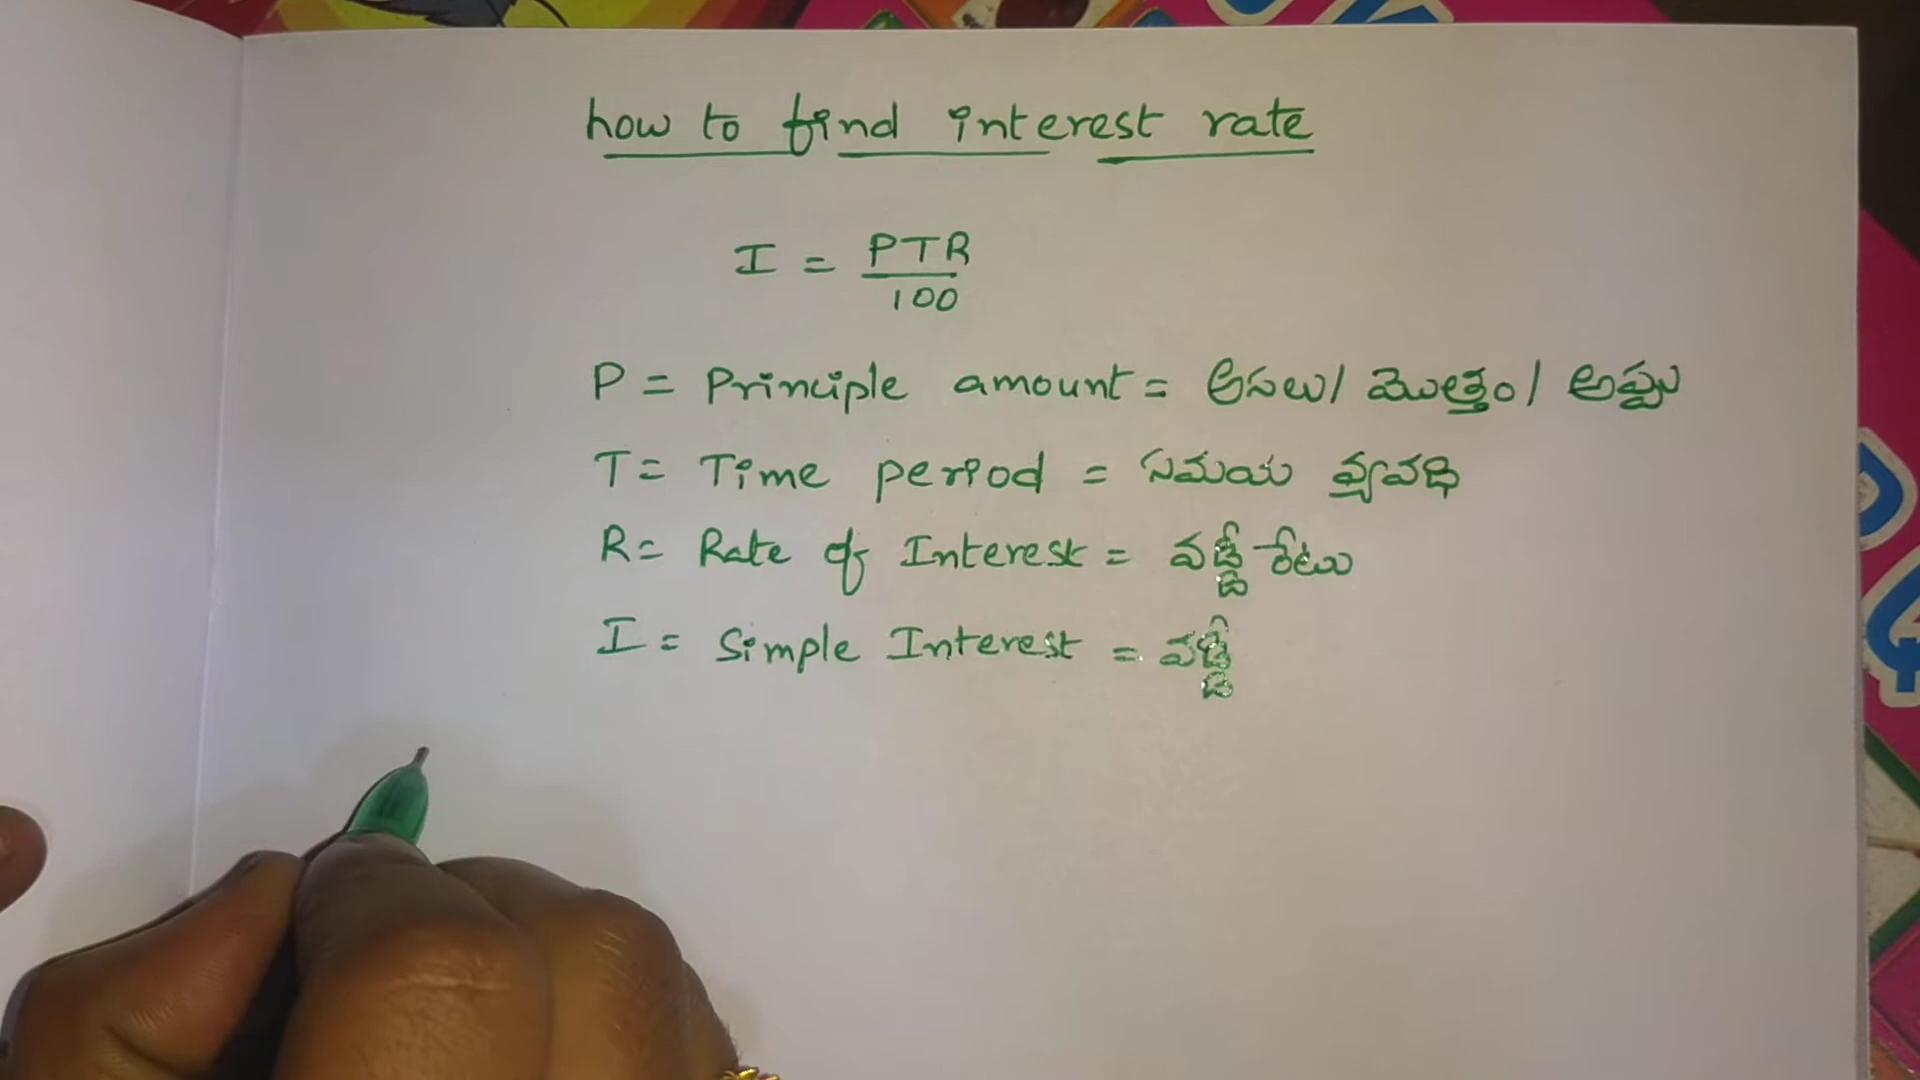 how to find interest rate
I = PTR
100
P = Principle amount = అసలు / మొత్తం / అప్పు
T = Time period = సమయ వ్యవధి
R = Rate of Interest = వడ్డీ రేటు
I = Simple Interest = వడ్డీ